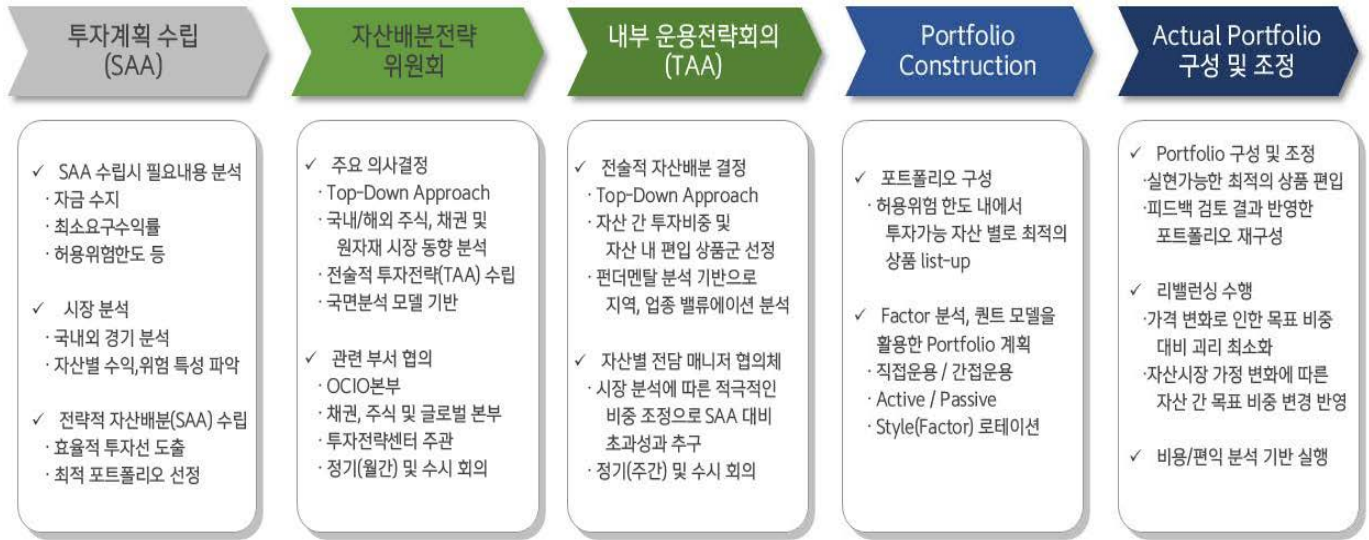 투자계획 수립
(SAA)
✓ SAA 수립시 필요내용 분석
· 자금 수지
· 최소요구수익률
· 허용위험한도 등
✓ 시장 분석
· 국내외 경기 분석
· 자산별 수익,위험 특성 파악
✓ 전략적 자산배분(SAA) 수립
· 효율적 투자선 도출
· 최적 포트폴리오 선정
자산배분전략
위원회
✓ 주요 의사결정
· Top-Down Approach
· 국내/해외 주식, 채권 및
원자재 시장 동향 분석
· 전술적 투자전략(TAA) 수립
· 국면분석 모델 기반
✓ 관련 부서 협의
· OCIO본부
· 채권, 주식 및 글로벌 본부
· 투자전략센터 주관
· 정기(월간) 및 수시 회의
내부 운용전략회의
(TAA)
✓ 전술적 자산배분 결정
· Top-Down Approach
· 자산 간 투자비중 및
자산 내 편입 상품군 선정
· 펀더멘탈 분석 기반으로
지역, 업종 밸류에이션 분석
✓ 자산별 전담 매니저 협의체
· 시장 분석에 따른 적극적인
비중 조정으로 SAA 대비
초과성과 추구
· 정기(주간) 및 수시 회의
Portfolio
Construction
✓ 포트폴리오 구성
· 허용위험 한도 내에서
투자가능 자산 별로 최적의
상품 list-up
✓ Factor 분석, 퀀트 모델을
활용한 Portfolio 계획
· 직접운용 / 간접운용
· Active / Passive
· Style(Factor) 로테이션
Actual Portfolio
구성 및 조정
✓ Portfolio 구성 및 조정
·실현가능한 최적의 상품 편입
·피드백 검토 결과 반영한
포트폴리오 재구성
✓ 리밸런싱 수행
·가격 변화로 인한 목표 비중
대비 괴리 최소화
·자산시장 가정 변화에 따른
자산 간 목표 비중 변경 반영
✓ 비용/편익 분석 기반 실행